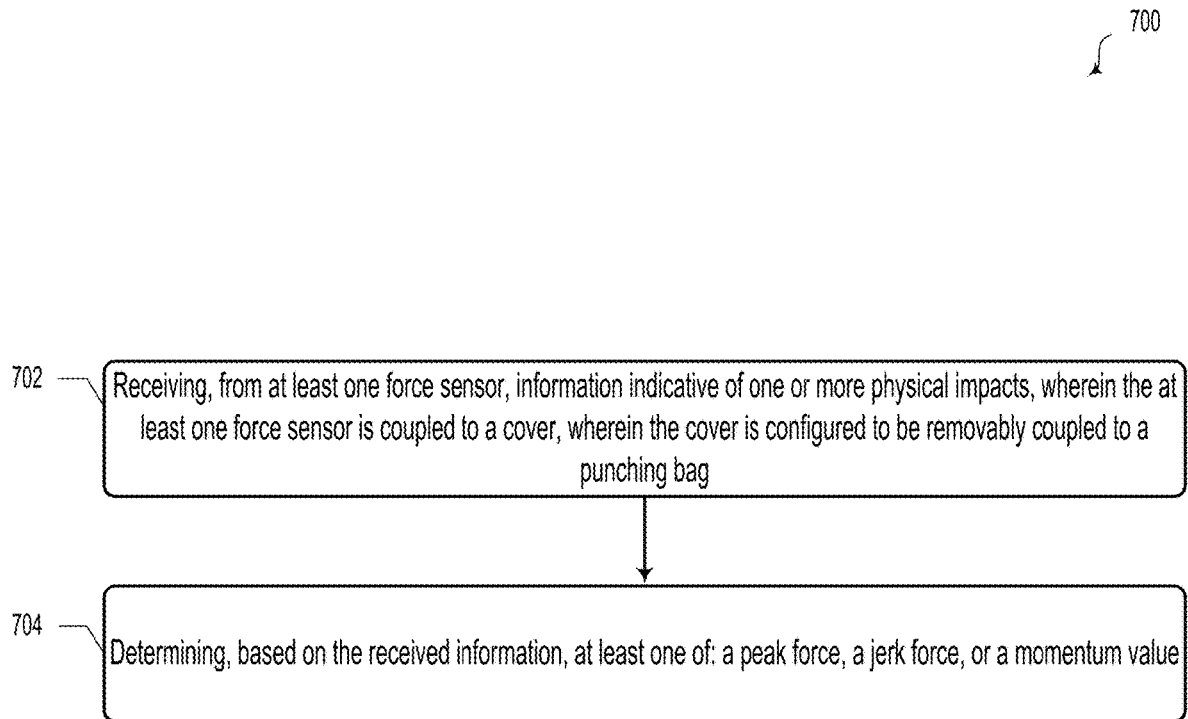 700
702
Receiving, from at least one force sensor, information indicative of one or more physical impacts, wherein the at
least one force sensor is coupled to a cover, wherein the cover is configured to be removably coupled to a
punching bag
704
Determining, based on the received information, at least one of: a peak force, a jerk force, or a momentum value